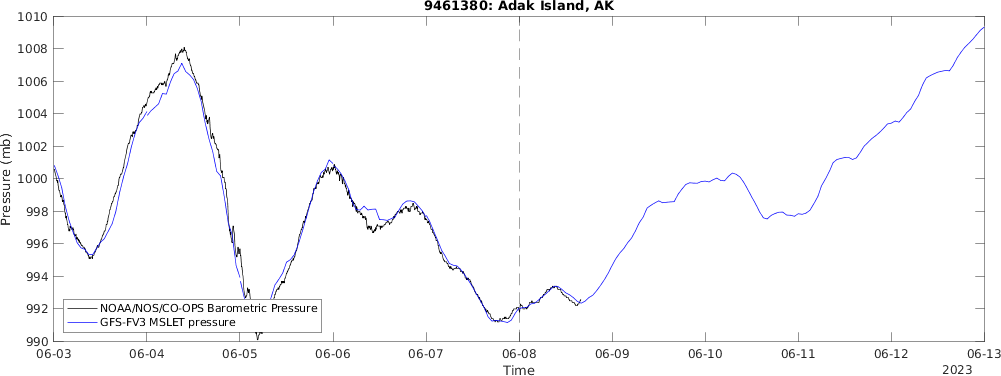 9461380: Adak Island, AK
Pressure (mb)
1010
1008
1006
1004
1002
1000
998
996
994
992
990
NOAA/NOS/CO-OPS Barometric Pressure
GFS-FV3 MSLET pressure
06-03 06-04 06-05 06-06 06-07 06-08 06-09 06-10 06-11 06-12 06-13
Time
2023